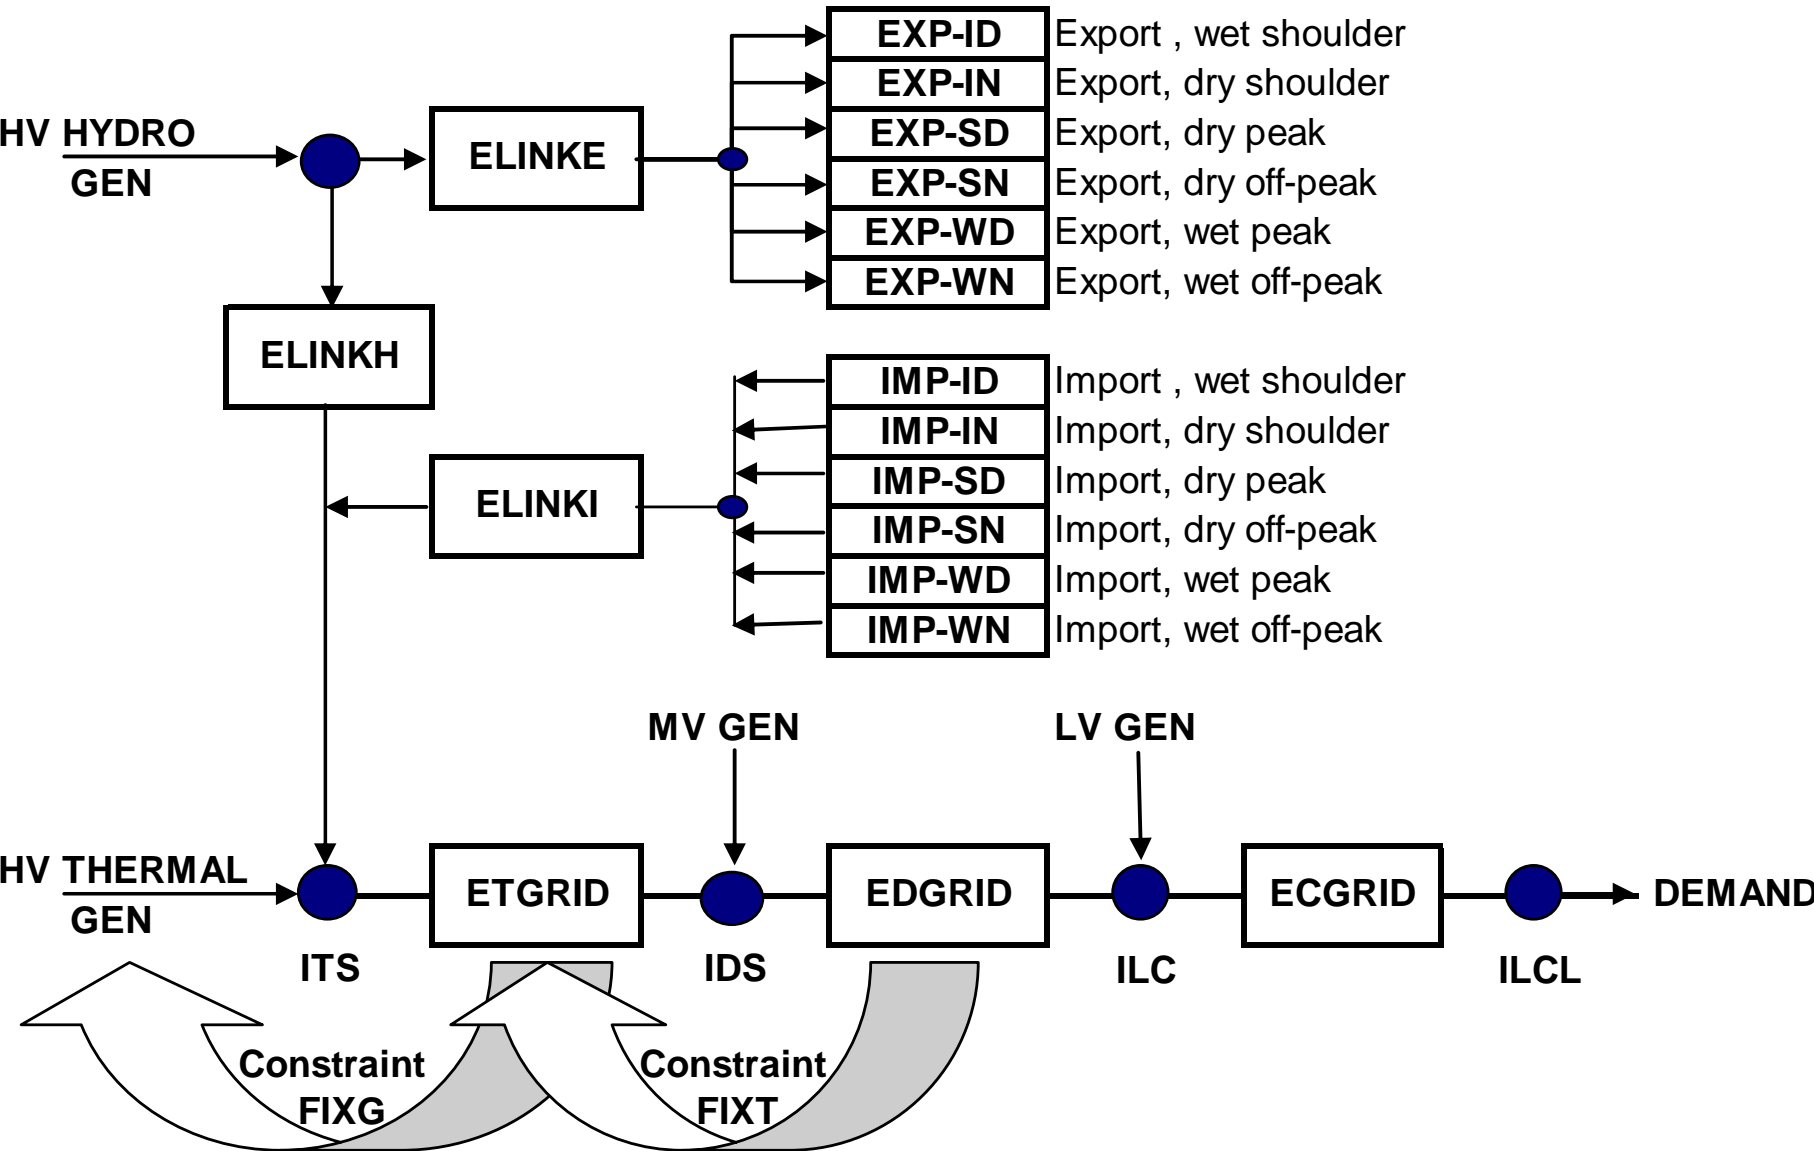 EXP-ID Export , wet shoulder
EXP-IN Export, dry shoulder
HV HYDRO
GEN
ELINKE
EXP-SD Export, dry peak
EXP-SN Export, dry off-peak
EXP-WD Export, wet peak
EXP-WN Export, wet off-peak
ELINKH
IMP-ID Import , wet shoulder
IMP-IN Import, dry shoulder
IMP-SD Import, dry peak
ELINKI
IMP-SN Import, dry off-peak
IMP-WD Import, wet peak
IMP-WN Import, wet off-peak
MV GEN
LV GEN
HV THERMAL
GEN
ETGRID
EDGRID
ECGRID
DEMAND
ITS
IDS
ILC
ILCL
Constraint
FIXG
Constraint
FIXT